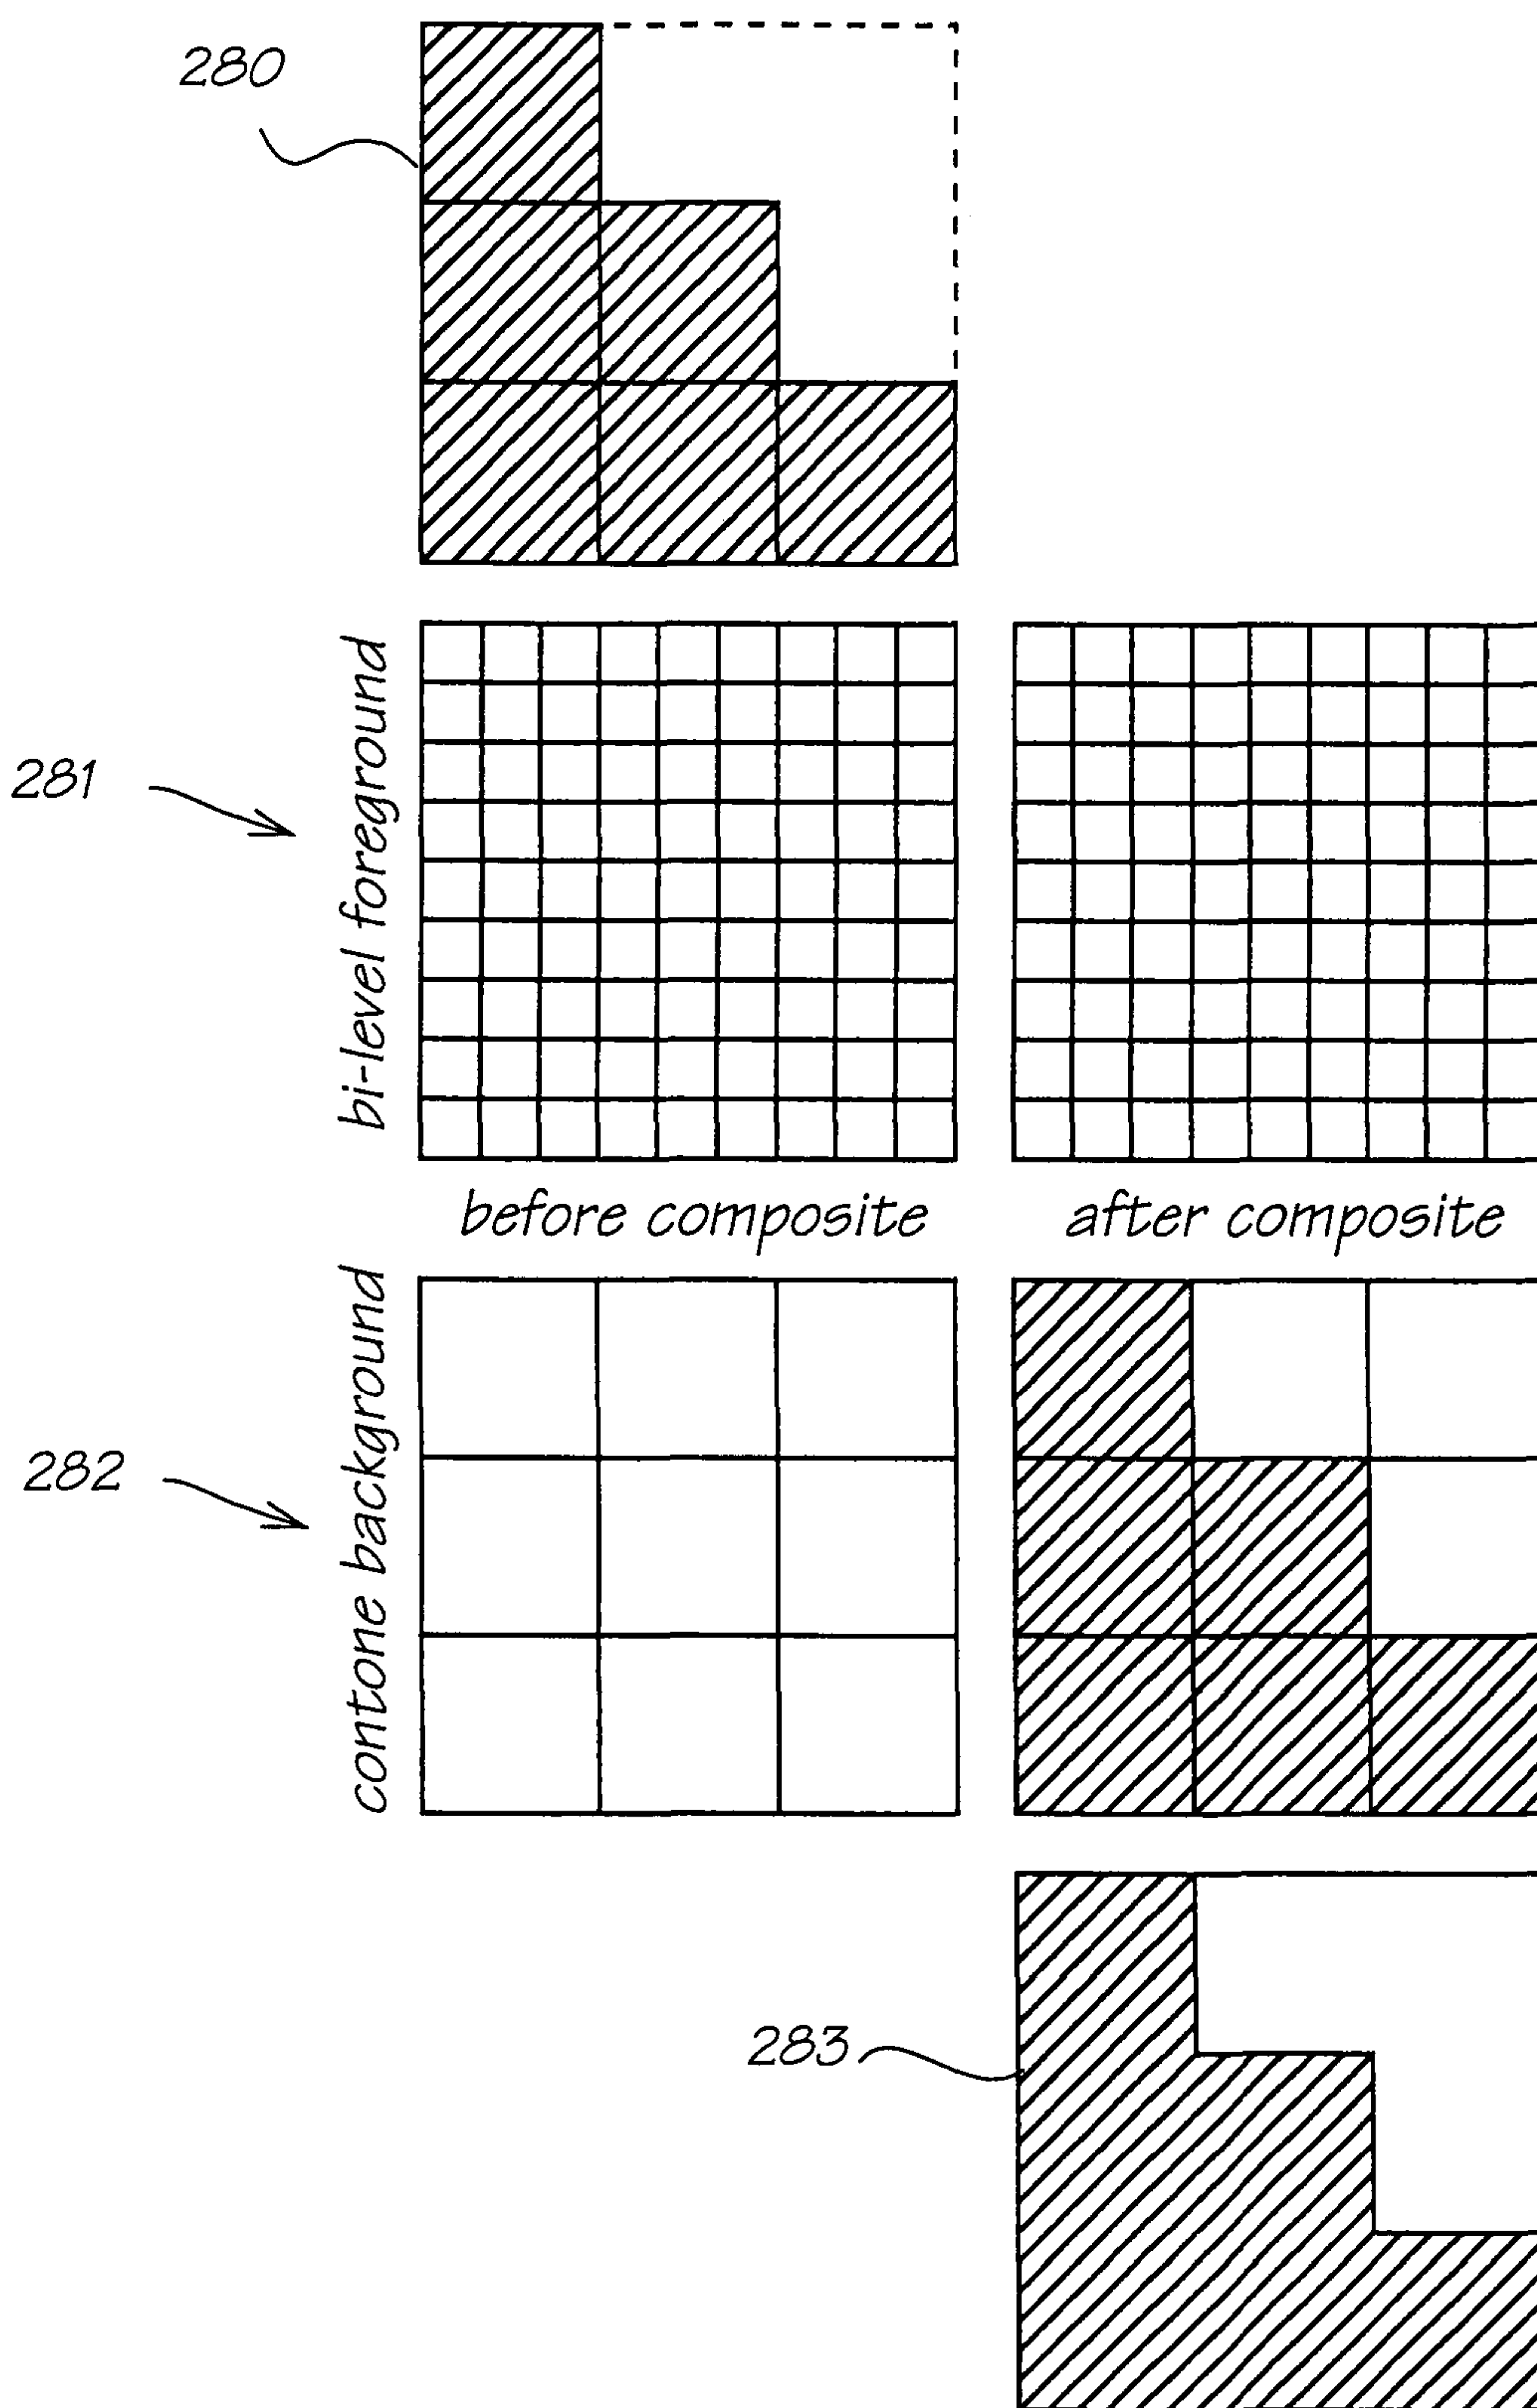 280
281
bi-level foreground
before composite
after composite
282
contone background
283